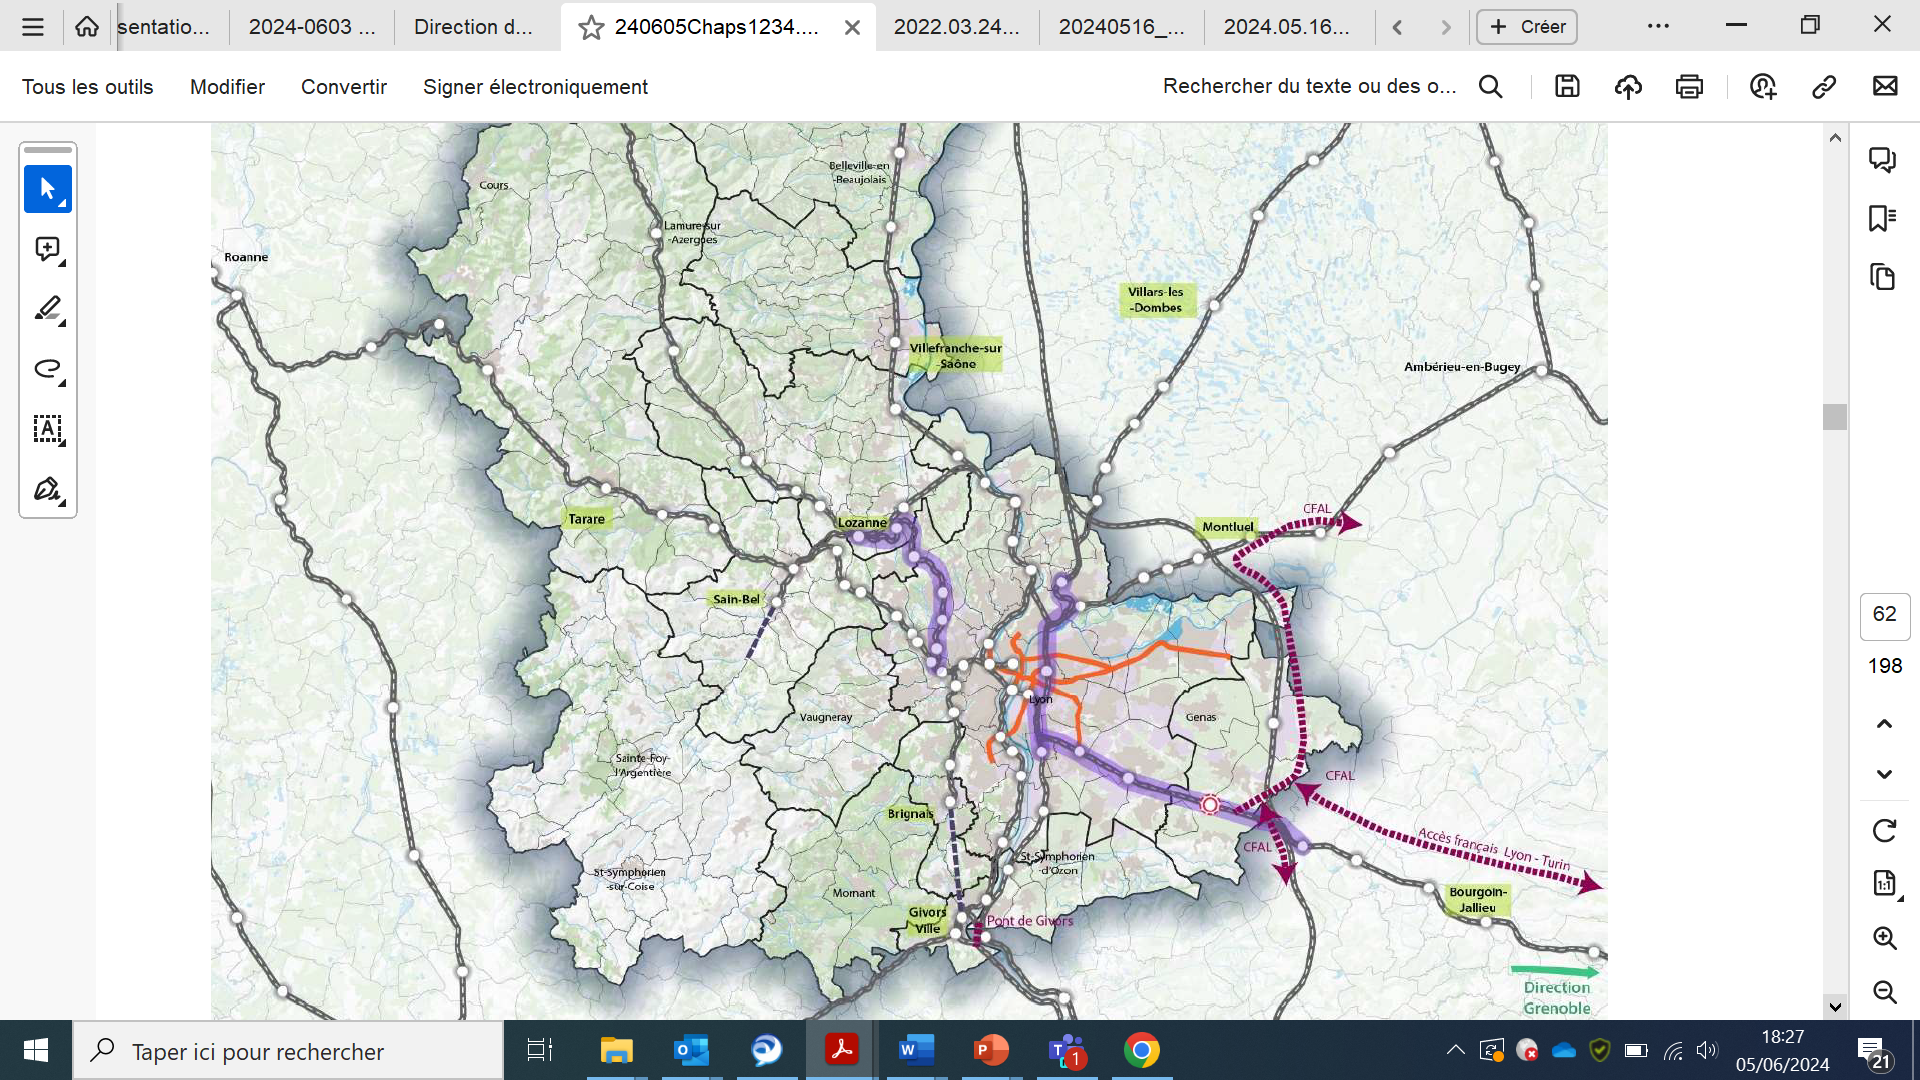 sentatio...
2024-0603 ...
Direction d...
240605Chaps1234....
2022.03.24...
20240516_...
2024.05.16...
Créer
Tous les outils
Modifier
Convertir
Signer électroniquement
Rechercher du texte ou des o...
Belleville-en
-Beaujolais
Cours
Lamure-sur
-Azergues
Roanne
Villars-les
-Dombes
Villefranche-sur
-Saône
Ambérieu-en-Bugey
CFAL
Tarare
Lozanne
Montluel
Sain-Bel
Lyon
Vaugneray
Genas
Sainte-Foy-
l'Argentière
CFAL
Brignais
Accès français Lyon - Turin
CFAL
St-Symphorien
-d'Ozon
St-Symphorien
-sur-Coise
Mornant
Bourgoin-
Jallieu
Givors
Ville
Pont de Givors
Direction
Grenoble
62
198
1:1
Taper ici pour rechercher
1
18:27
05/06/2024
21